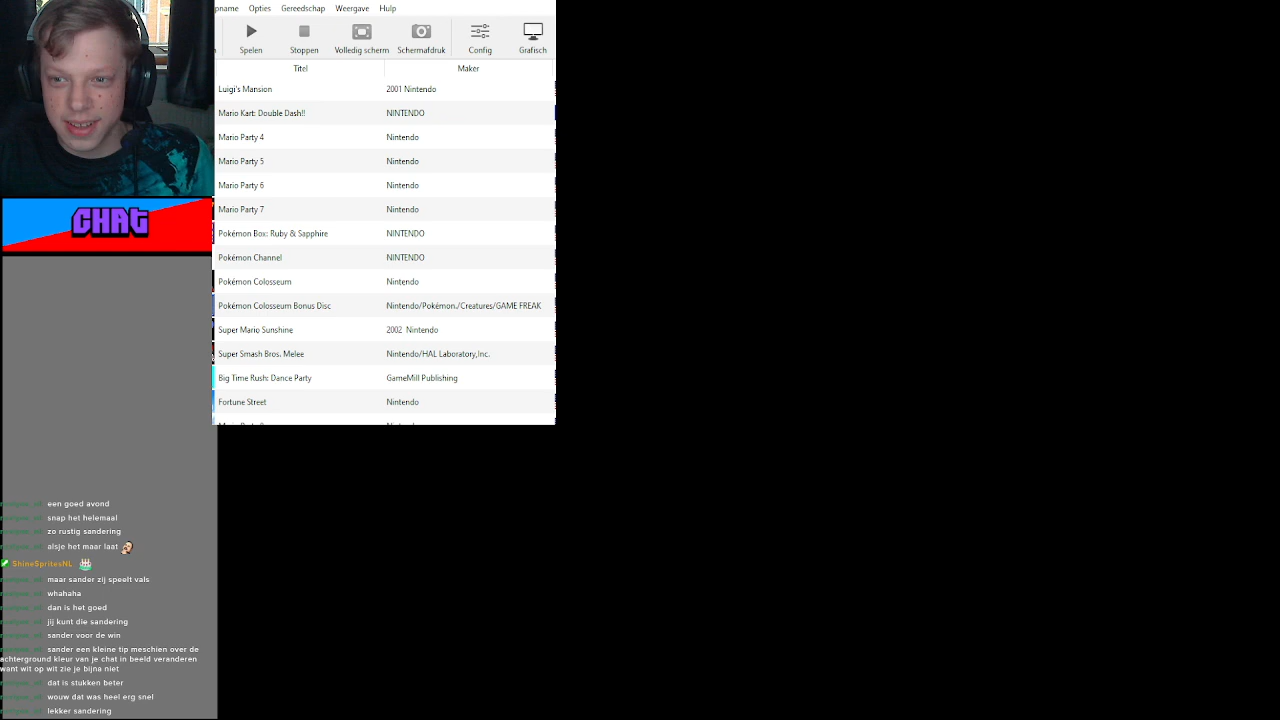 pname Opties Gereedschap Weergave Hulp
Spelen Stoppen Volledig scherm Schermafdruk Config Grafisch
Titel Maker
Luigi's Mansion 2001 Nintendo
Mario Kart: Double Dash!! NINTENDO
Mario Party 4 Nintendo
Mario Party 5 Nintendo
Mario Party 6 Nintendo
Mario Party 7 Nintendo
Pokémon Box: Ruby & Sapphire NINTENDO
Pokémon Channel NINTENDO
Pokémon Colosseum Nintendo
Pokémon Colosseum Bonus Disc Nintendo/Pokémon./Creatures/GAME FREAK
Super Mario Sunshine 2002 Nintendo
Super Smash Bros. Melee Nintendo/HAL Laboratory,Inc.
Big Time Rush: Dance Party GameMill Publishing
Fortune Street Nintendo
CHAT
een goed avond
snap het helemaal
zo rustig sandering
alsje het maar laat
ShineSpritesNL
maar sander zij speelt vals
whahaha
dan is het goed
jij kunt die sandering
sander voor de win
sander een kleine tip meschien over de
achterground kleur van je chat in beeld veranderen
want wit op wit zie je bijna niet
dat is stukken beter
wouw dat was heel erg snel
lekker sandering